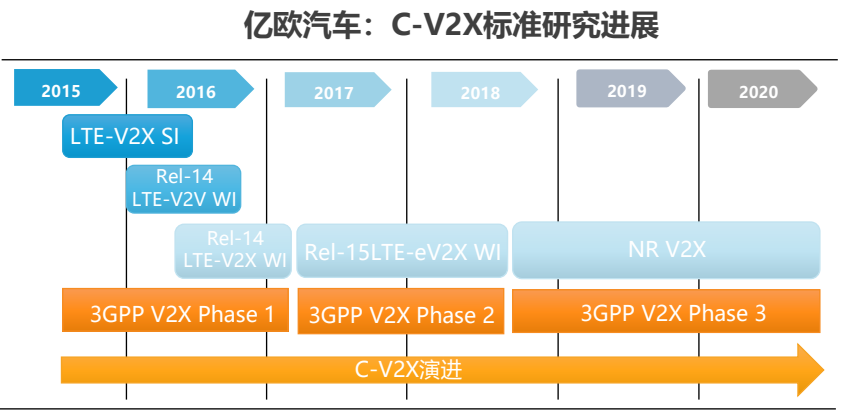 亿欧汽车：C-V2X标准研究进展
2015
2016
2017
2018
2019
2020
LTE-V2X SI
Rel-14
LTE-V2V WI
Rel-14
LTE-V2X WI
Rel-15LTE-eV2X WI
NR V2X
3GPP V2X Phase 1
3GPP V2X Phase 2
3GPP V2X Phase 3
C-V2X演进